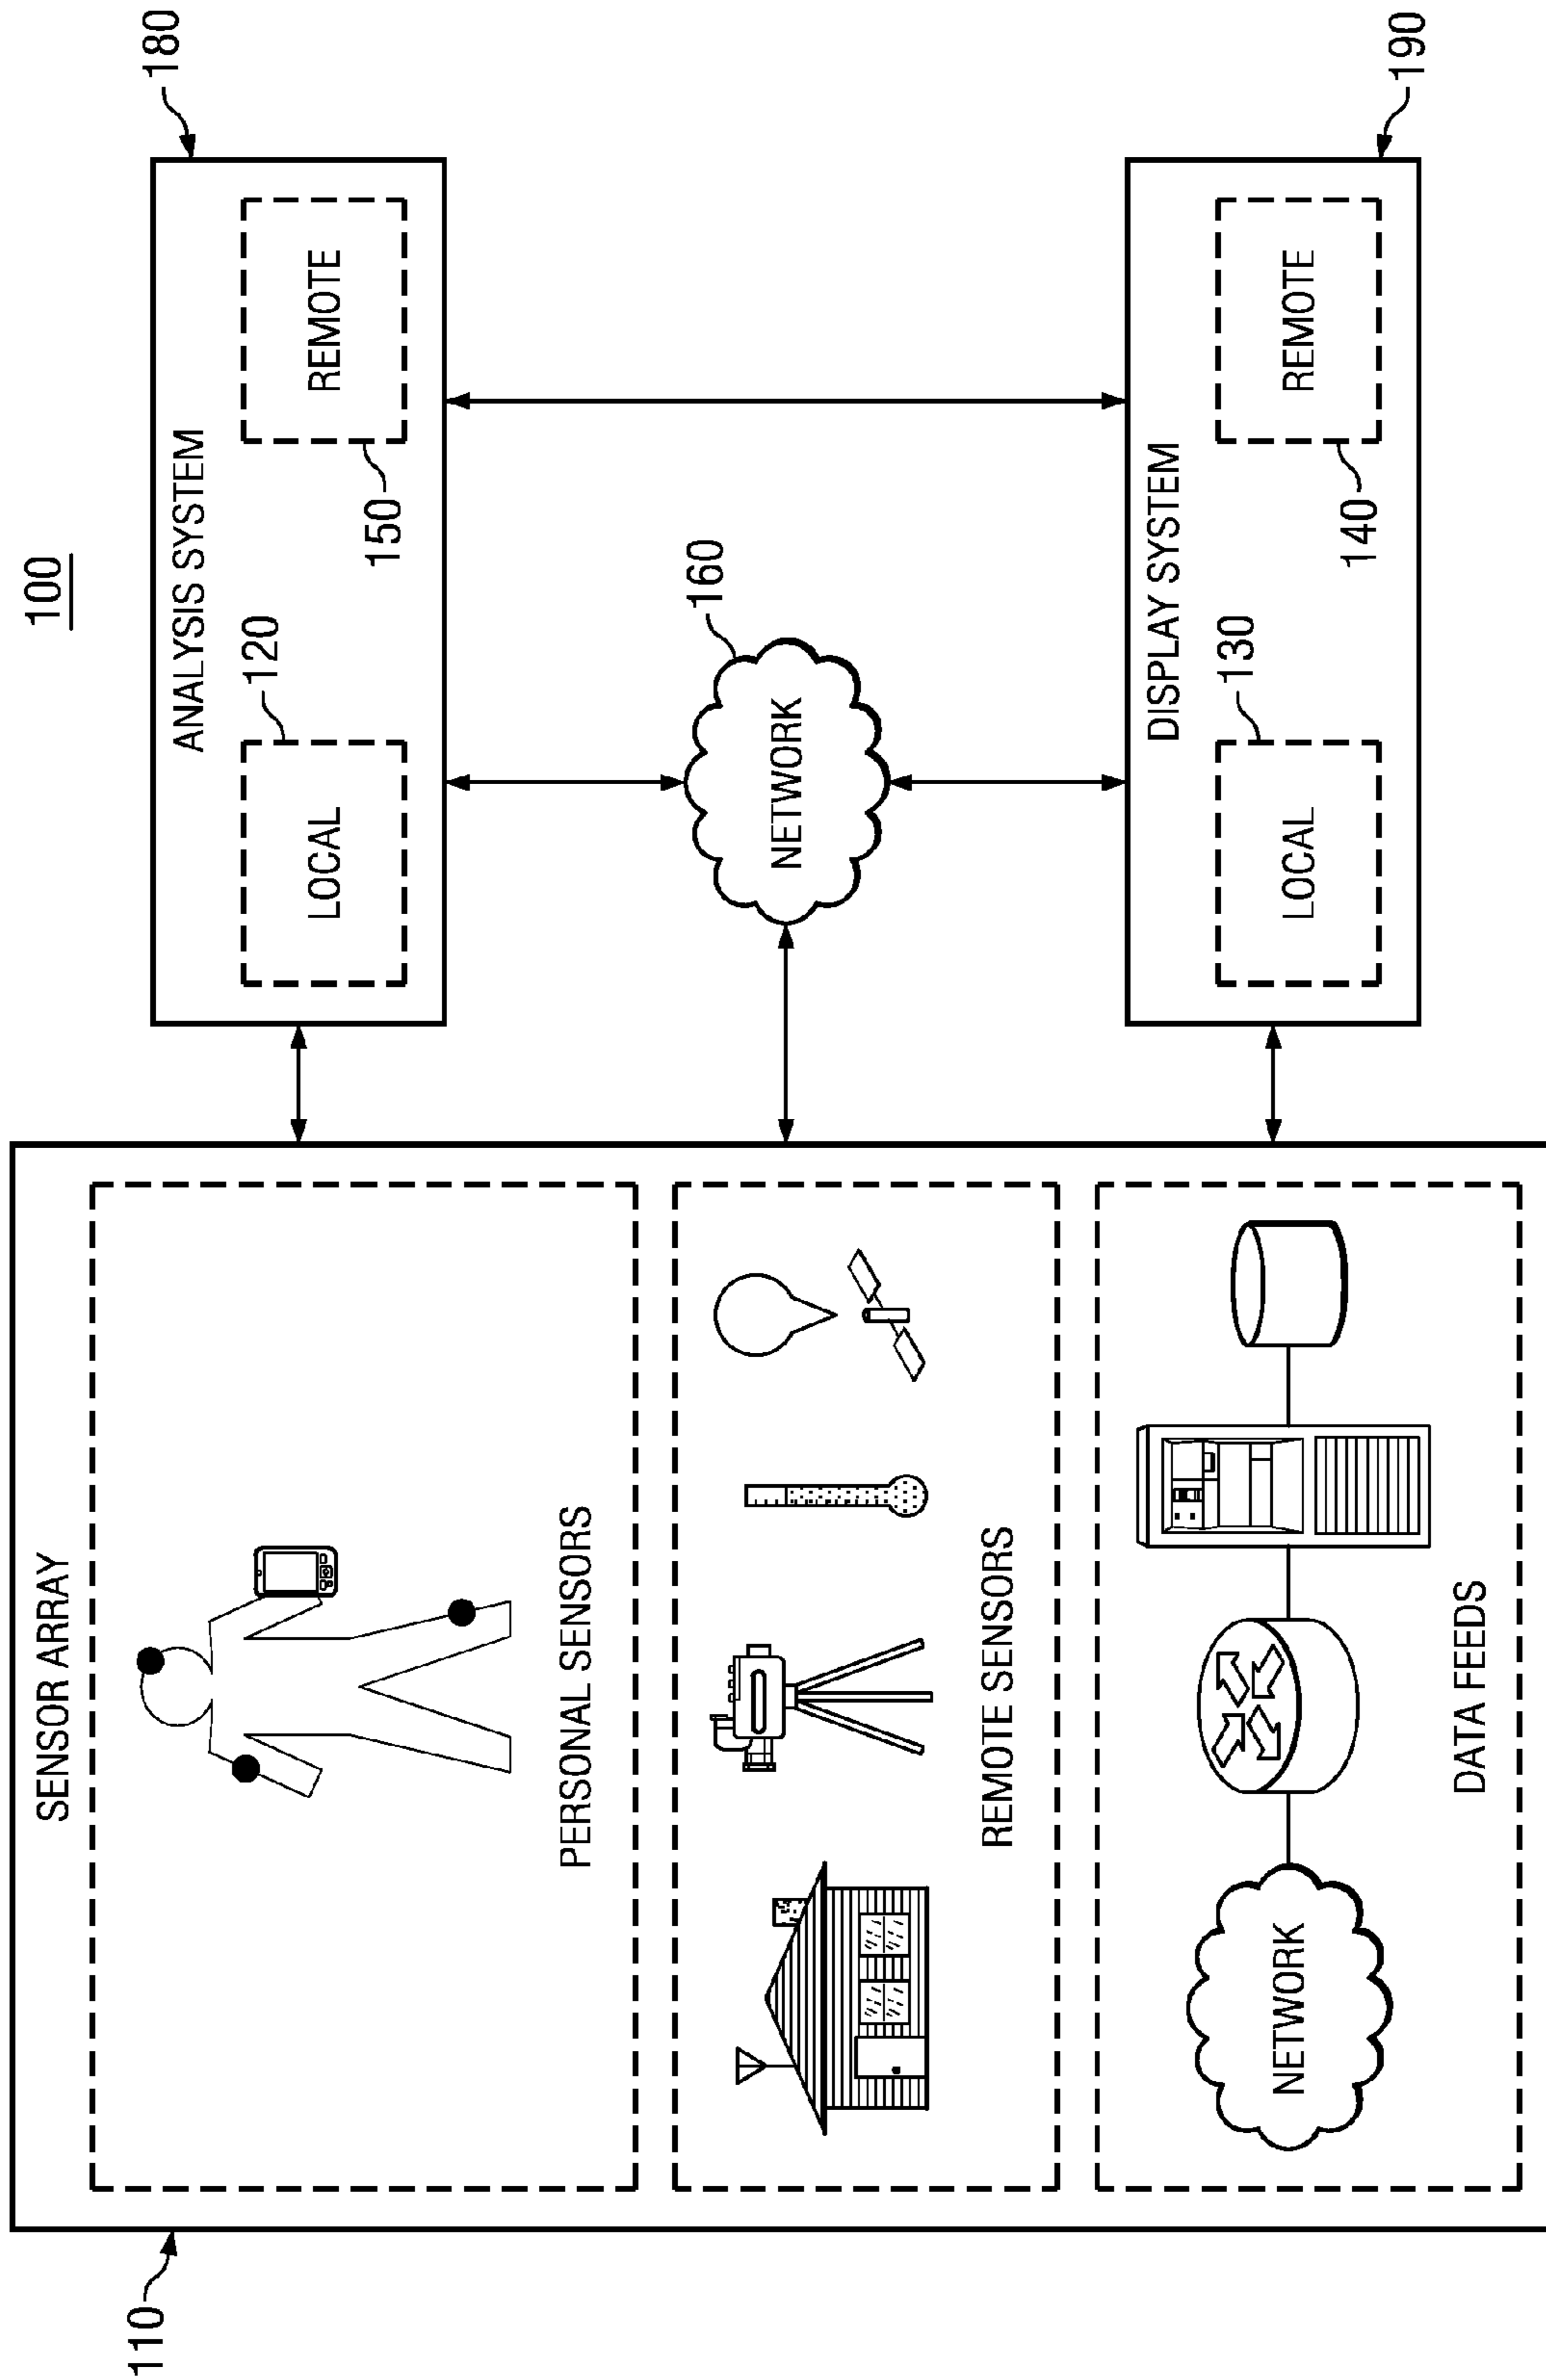 100
110
SENSOR ARRAY
PERSONAL SENSORS
REMOTE SENSORS
NETWORK
DATA FEEDS
180
ANALYSIS SYSTEM
LOCAL
120
REMOTE
150
NETWORK
160
190
DISPLAY SYSTEM
LOCAL
130
REMOTE
140